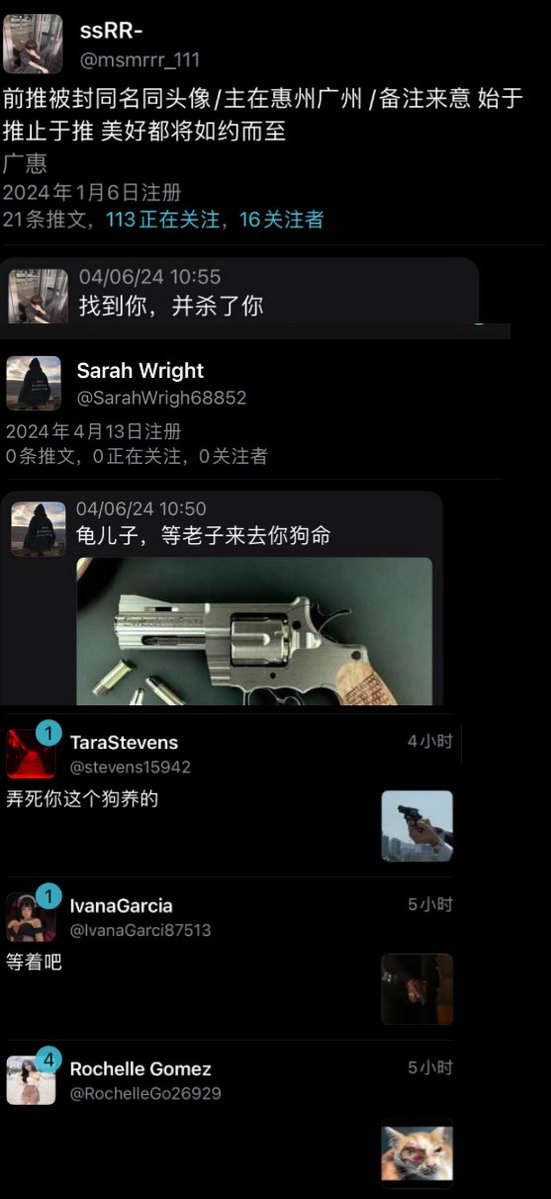 ssRR-
@msmrrr_111
前推被封同名同头像/主在惠州广州 /备注来意 始于
推止于推 美好都将如约而至
广惠
2024年1月6日注册
21条推文，113正在关注，16关注者
04/06/24 10:55
找到你，并杀了你
Sarah Wright
@SarahWrigh68852
2024年4月13日注册
0条推文，0正在关注，0关注者
04/06/24 10:50
龟儿子，等老子来去你狗命
1
TaraStevens
4小时
@stevens15942
弄死你这个狗养的
1
IvanaGarcia
5小时
@IvanaGarci87513
等着吧
4
Rochelle Gomez
5小时
@RochelleGo26929